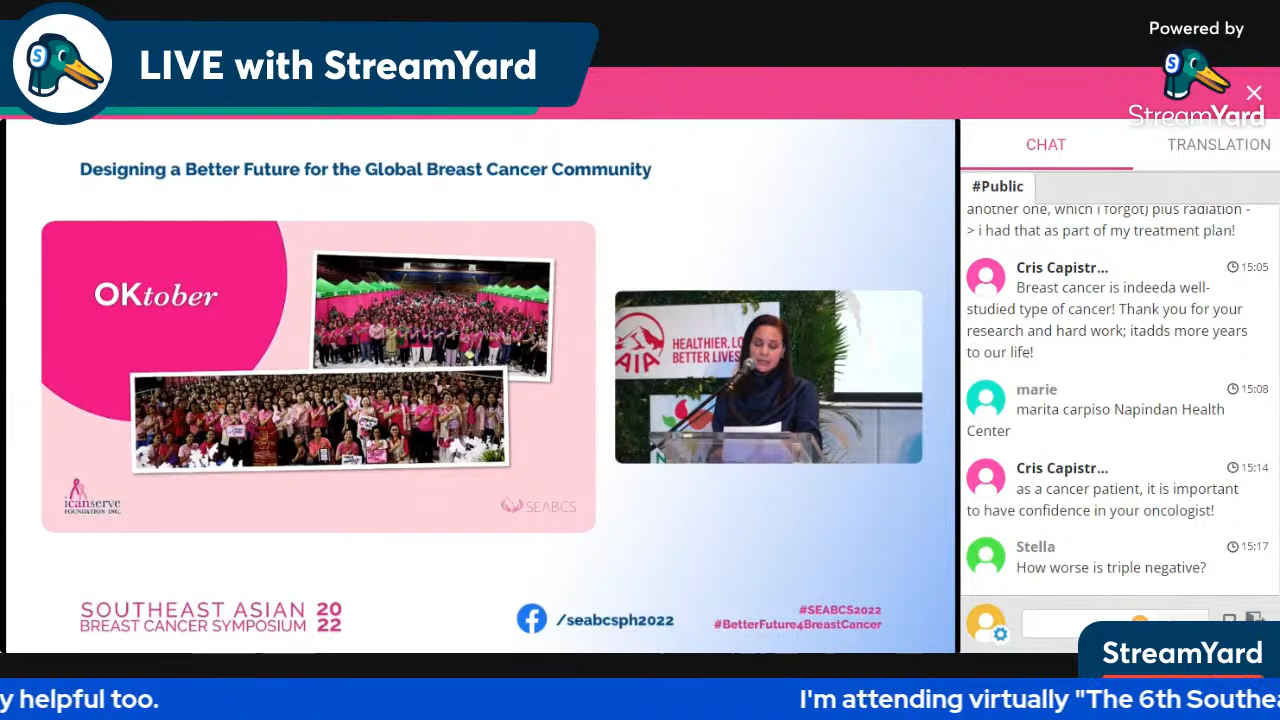 LIVE with StreamYard
Powered by
StreamYard
Designing a Better Future for the Global Breast Cancer Community
OKtober
icanserve
FOUNDATION INC.
SEABCS
AIA
HEALTHIER, LO
BETTER LIVES
SOUTHEAST ASIAN 20
BREAST CANCER SYMPOSIUM 22
/seabcsph2022
#SEABCS2022
#BetterFuture4BreastCancer
CHAT
TRANSLATION
#Public
another one, which i forgot) plus radiation -
> i had that as part of my treatment plan!
Cris Capistr... 15:05
Breast cancer is indeeda well-
studied type of cancer! Thank you for your
research and hard work; itadds more years
to our life!
marie 15:08
marita carpiso Napindan Health
Center
Cris Capistr... 15:14
as a cancer patient, it is important
to have confidence in your oncologist!
Stella 15:17
How worse is triple negative?
StreamYard
y helpful too.
I'm attending virtually "The 6th Southea